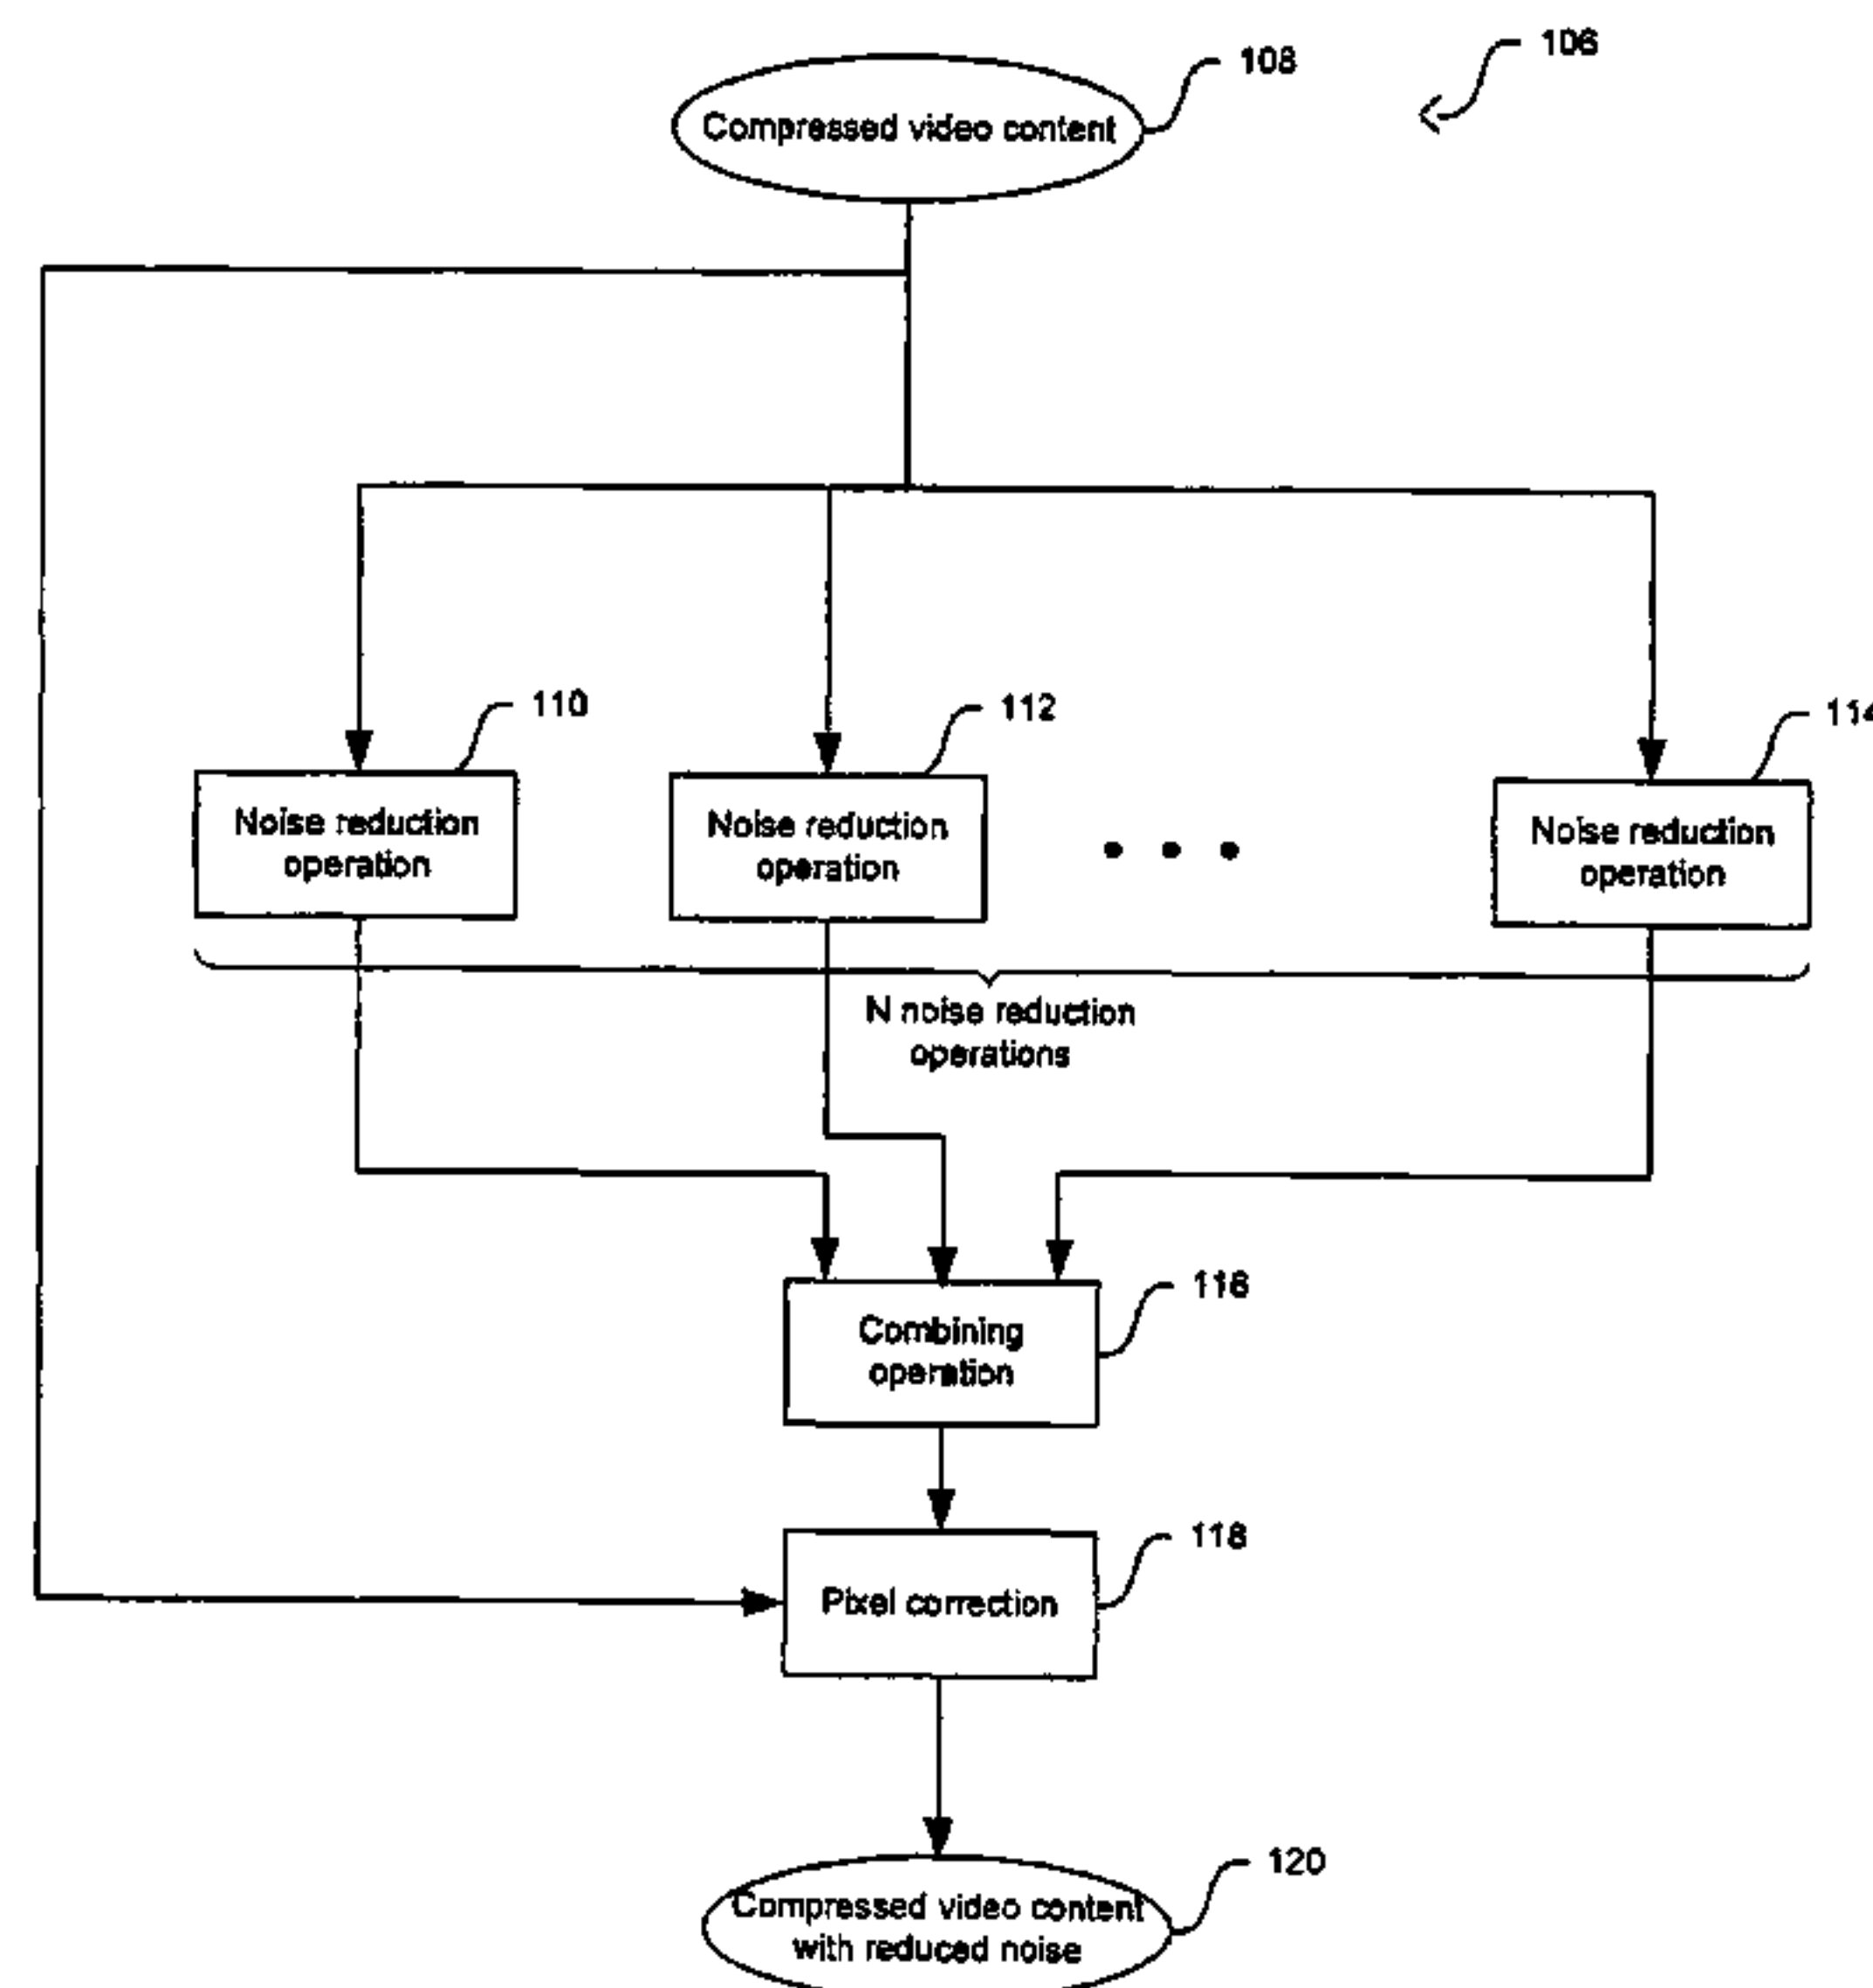 108
106
Compressed video content
110
112
114
Noise reduction
operation
Noise reduction
operation
Noise reduction
operation
N noise reduction
operations
116
Combining
operation
118
Pixel correction
120
Compressed video content
with reduced noise